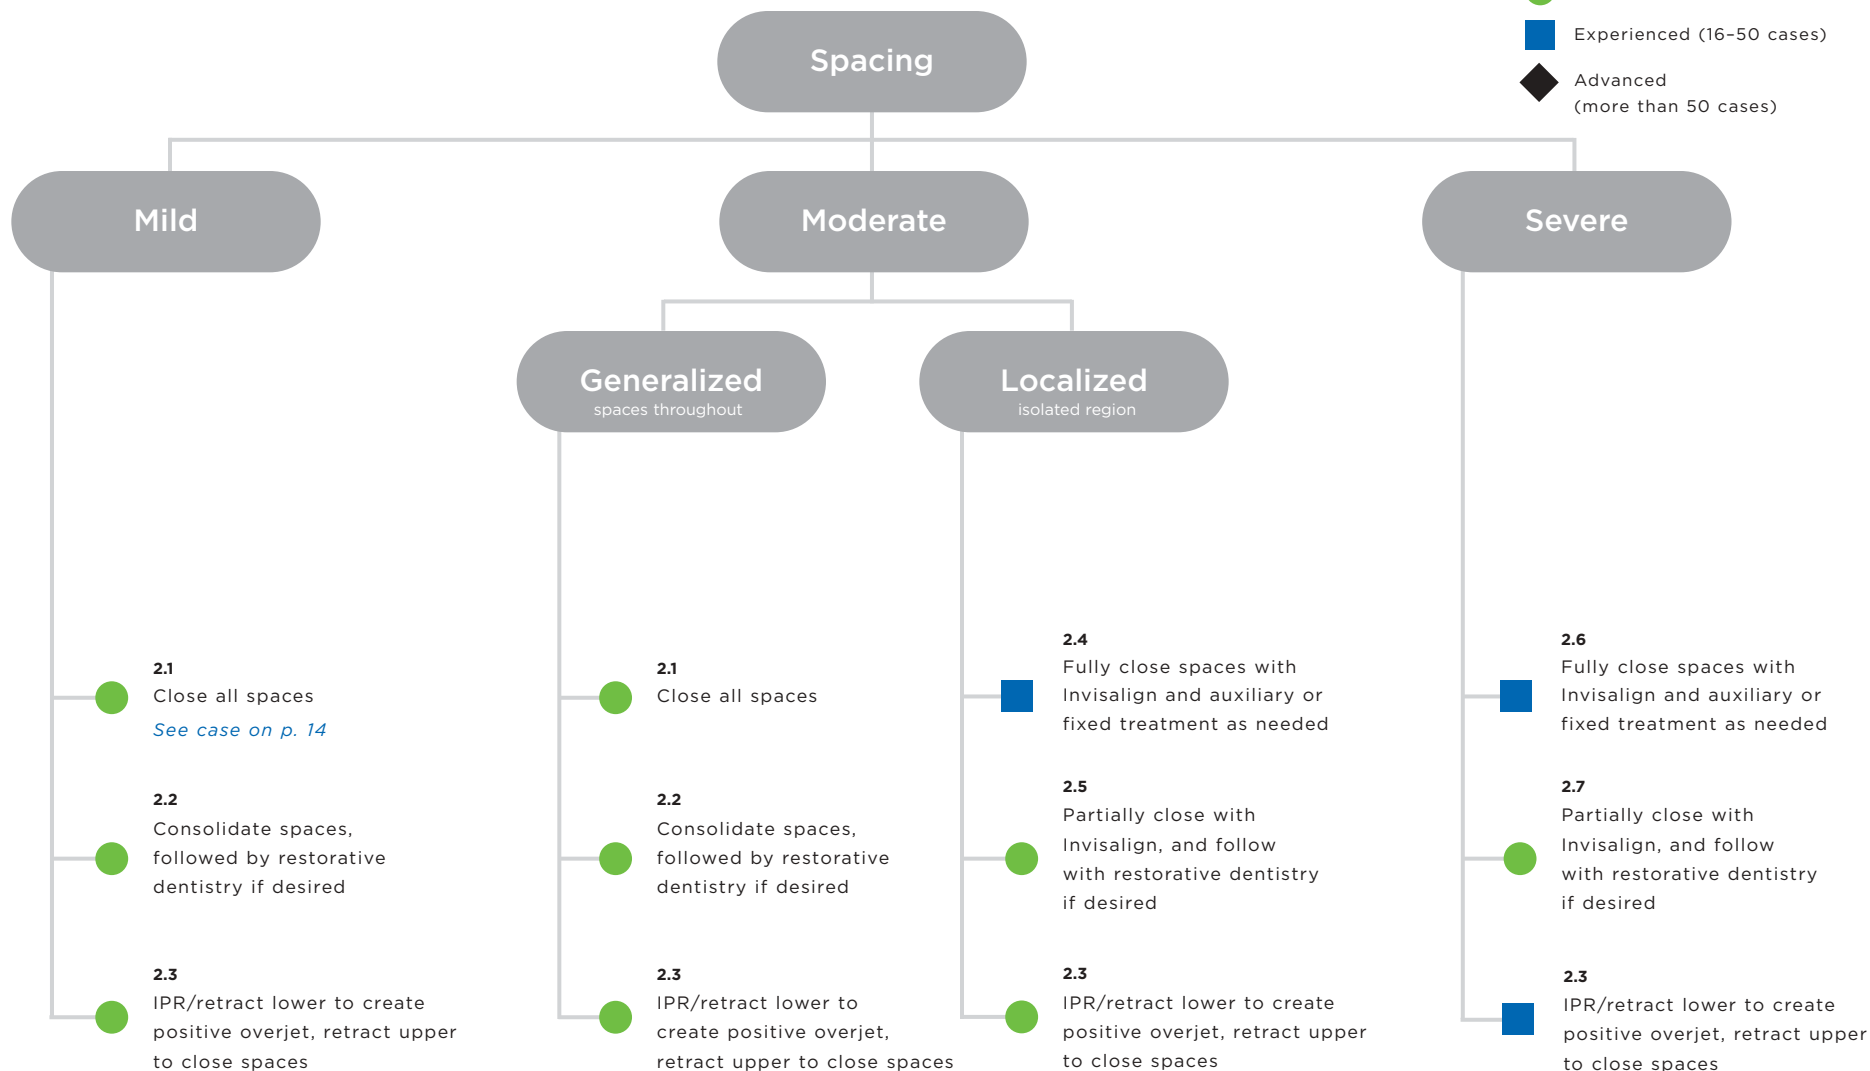 Experienced (16–50 cases)
Advanced
(more than 50 cases)
Spacing
Mild
Moderate
Severe
Generalized
spaces throughout
Localized
isolated region
2.1
Close all spaces
See case on p. 14
2.2
Consolidate spaces,
followed by restorative
dentistry if desired
2.3
IPR/retract lower to create
positive overjet, retract upper
to close spaces
2.1
Close all spaces
2.2
Consolidate spaces,
followed by restorative
dentistry if desired
2.3
IPR/retract lower to
create positive overjet,
retract upper to close spaces
2.4
Fully close spaces with
Invisalign and auxiliary or
fixed treatment as needed
2.5
Partially close with
Invisalign, and follow
with restorative dentistry
if desired
2.3
IPR/retract lower to create
positive overjet, retract upper
to close spaces
2.6
Fully close spaces with
Invisalign and auxiliary or
fixed treatment as needed
2.7
Partially close with
Invisalign, and follow
with restorative dentistry
if desired
2.3
IPR/retract lower to create
positive overjet, retract upper
to close spaces